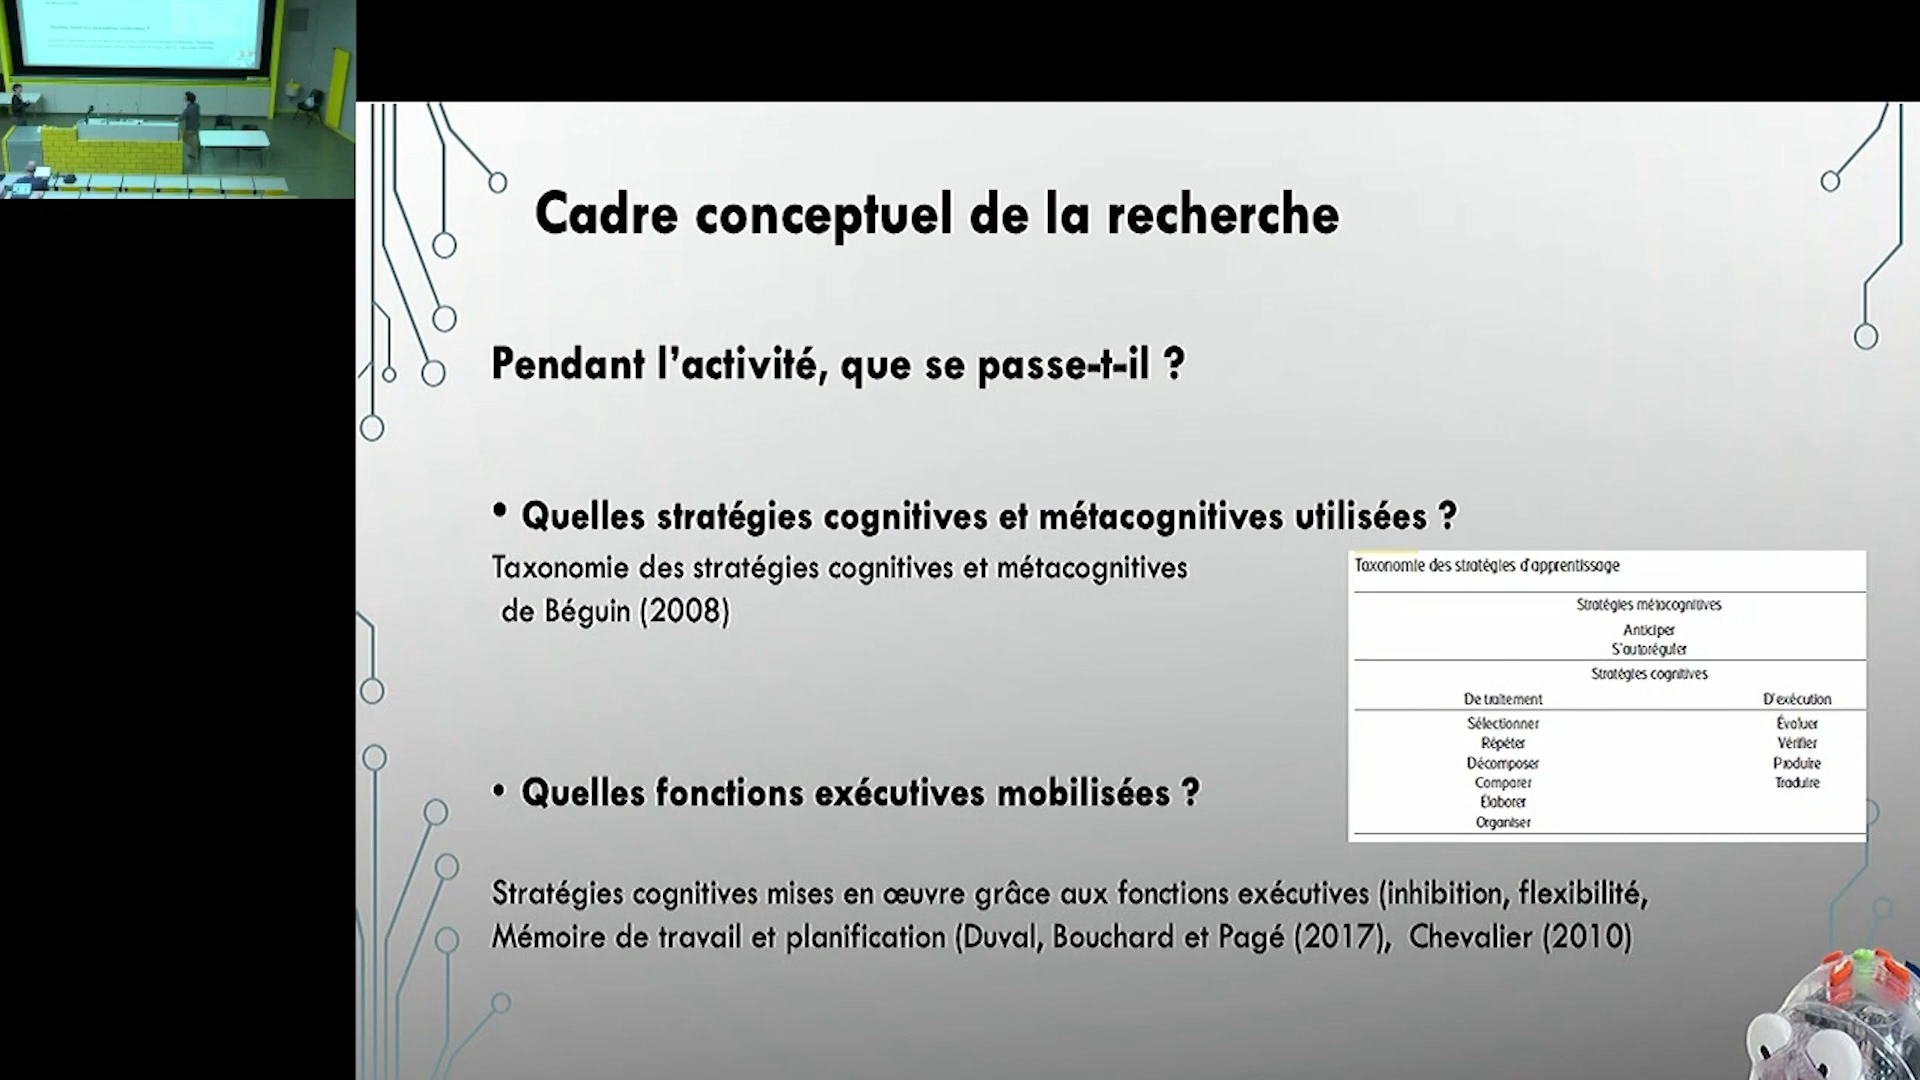 Cadre conceptuel de la recherche
Pendant l'activité, que se passe-t-il ?
• Quelles stratégies cognitives et métacognitives utilisées ?
Taxonomie des stratégies cognitives et métacognitives
de Béguin (2008)
Taxonomie des stratégies d'apprentissage
Stratégies métacognitives
Anticiper
S'autoréguler
Stratégies cognitives
De traitement D'exécution
Sélectionner Évaluer
Répéter Vérifier
Décomposer Produire
Comparer Traduire
Élaborer
Organiser
• Quelles fonctions exécutives mobilisées ?
Stratégies cognitives mises en œuvre grâce aux fonctions exécutives (inhibition, flexibilité,
Mémoire de travail et planification (Duval, Bouchard et Pagé (2017), Chevalier (2010)